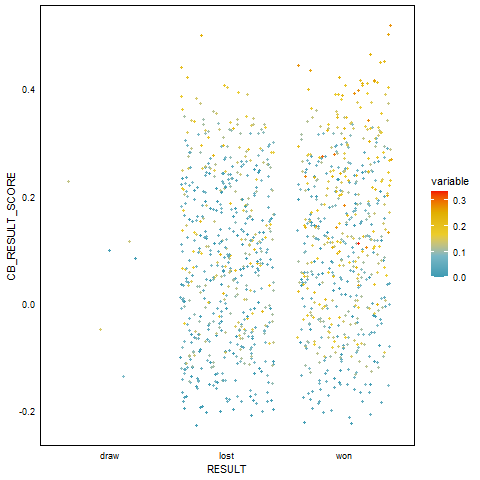 CB_RESULT_SCORE
0.4
0.2
0.0
-0.2
draw
lost
won
RESULT
variable
0.3
0.2
0.1
0.0